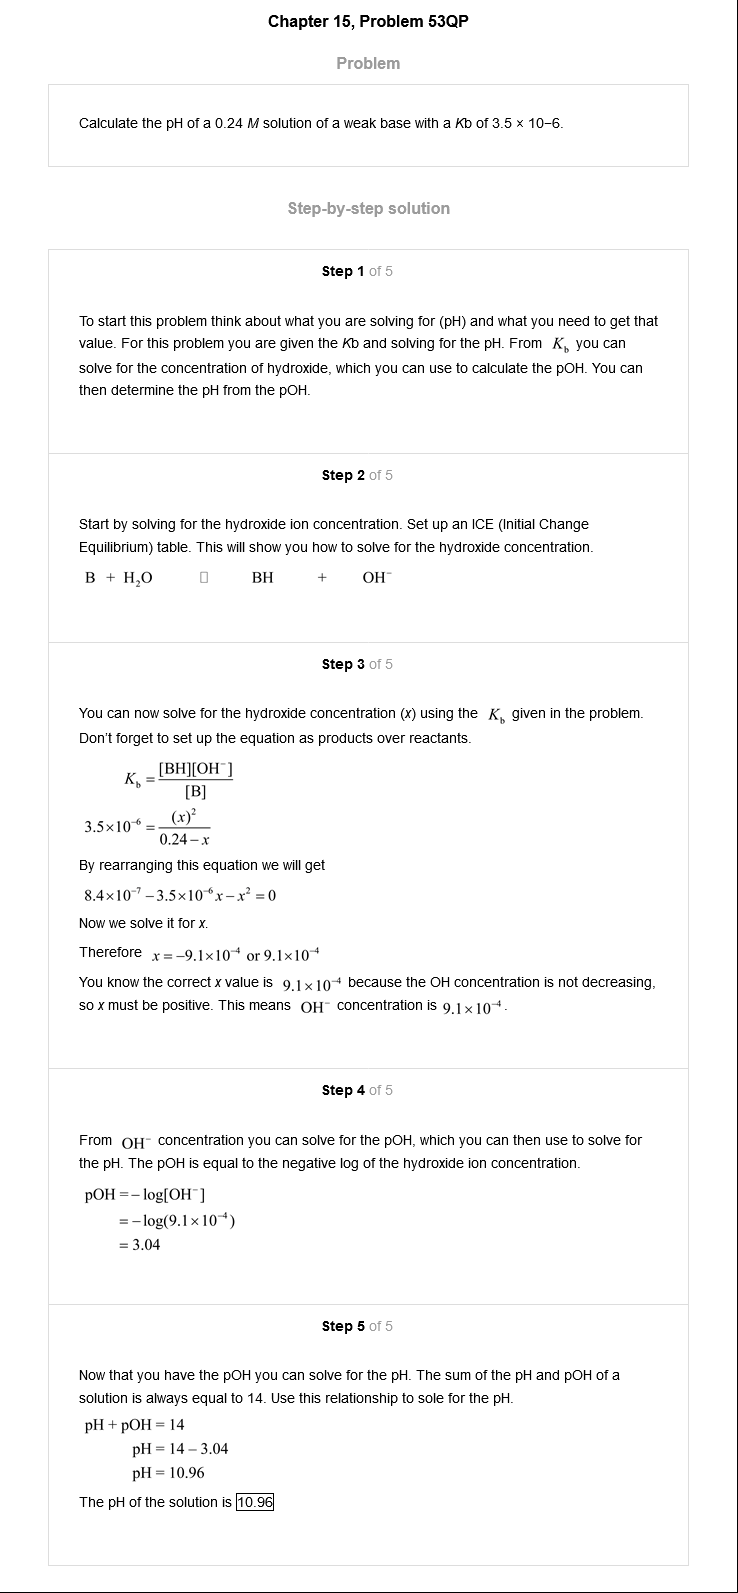 Chapter 15, Problem 53QP
Problem
Calculate the pH of a 0.24 M solution of a weak base with a Kb of 3.5 × 10−6.
Step-by-step solution
Step 1 of 5
To start this problem think about what you are solving for (pH) and what you need to get that
value. For this problem you are given the Kb and solving for the pH. From K_b you can
solve for the concentration of hydroxide, which you can use to calculate the pOH. You can
then determine the pH from the pOH.
Step 2 of 5
Start by solving for the hydroxide ion concentration. Set up an ICE (Initial Change
Equilibrium) table. This will show you how to solve for the hydroxide concentration.
B + H₂O ▯ BH + OH⁻
Step 3 of 5
You can now solve for the hydroxide concentration (x) using the K_b given in the problem.
Don't forget to set up the equation as products over reactants.
K_b = [BH][OH⁻] / [B]
3.5×10⁻⁶ = (x)² / 0.24 − x
By rearranging this equation we will get
8.4×10⁻⁷ − 3.5×10⁻⁶ x − x² = 0
Now we solve it for x.
Therefore x = −9.1×10⁻⁴ or 9.1×10⁻⁴
You know the correct x value is 9.1×10⁻⁴ because the OH concentration is not decreasing,
so x must be positive. This means OH⁻ concentration is 9.1×10⁻⁴.
Step 4 of 5
From OH⁻ concentration you can solve for the pOH, which you can then use to solve for
the pH. The pOH is equal to the negative log of the hydroxide ion concentration.
pOH = − log[OH⁻]
= − log(9.1×10⁻⁴)
= 3.04
Step 5 of 5
Now that you have the pOH you can solve for the pH. The sum of the pH and pOH of a
solution is always equal to 14. Use this relationship to sole for the pH.
pH + pOH = 14
pH = 14 – 3.04
pH = 10.96
The pH of the solution is 10.96